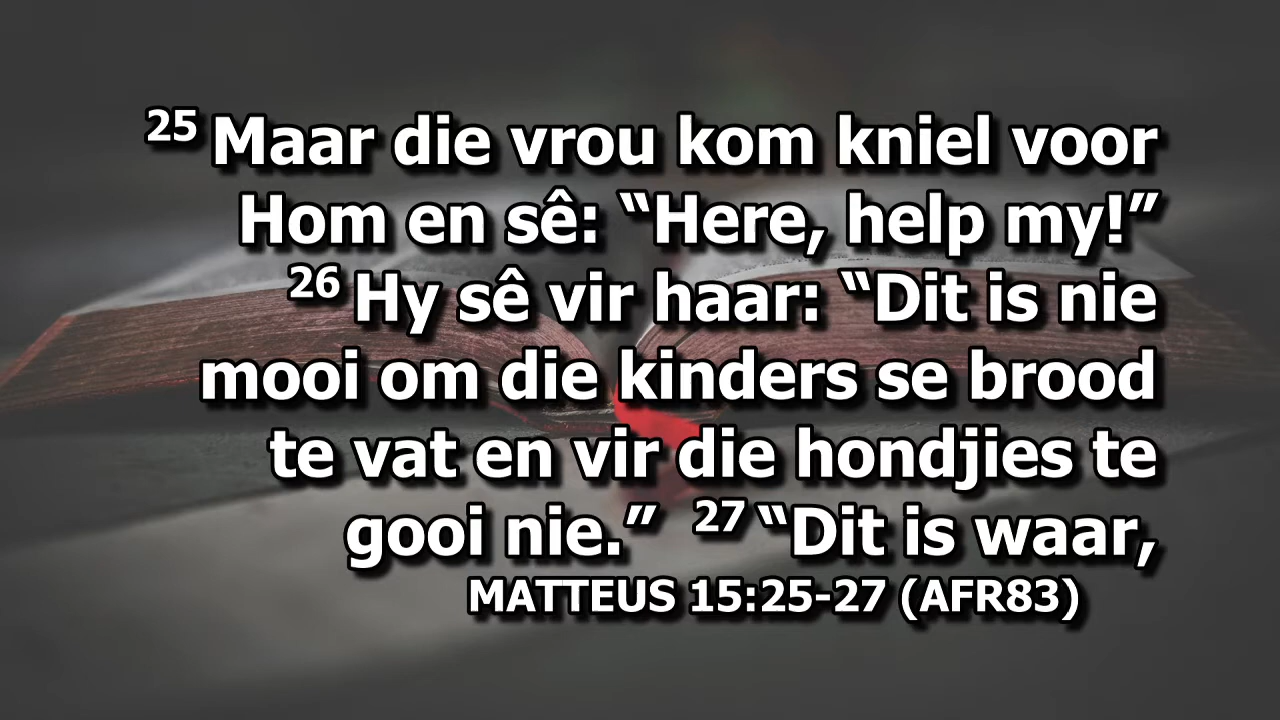 25 Maar die vrou kom kniel voor
Hom en sê: “Here, help my!”
26 Hy sê vir haar: “Dit is nie
mooi om die kinders se brood
te vat en vir die hondjies te
gooi nie.” 27 “Dit is waar,
MATTEUS 15:25-27 (AFR83)